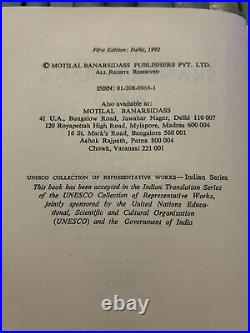 First Edition: Delhi, 1992
© MOTILAL BANARSIDASS PUBLISHERS PVT. LTD.
ALL RIGHTS RESERVED
ISBN: 81-208-0966-1
Also available at:
MOTILAL BANARSIDASS
41 U.A., Bungalow Road, Jawahar Nagar, Delhi 110 007
120 Royapettah High Road, Mylapore, Madras 600 004
16 St. Mark's Road, Bangalore 560 001
Ashok Rajpath, Patna 800 004
Chowk, Varanasi 221 001
UNESCO COLLECTION OF REPRESENTATIVE WORKS—Indian Series
This book has been accepted in the Indian Translation Series
of the UNESCO Collection of Representative Works,
jointly sponsored by the United Nations Educa-
tional, Scientific and Cultural Organization
(UNESCO) and the Government of India